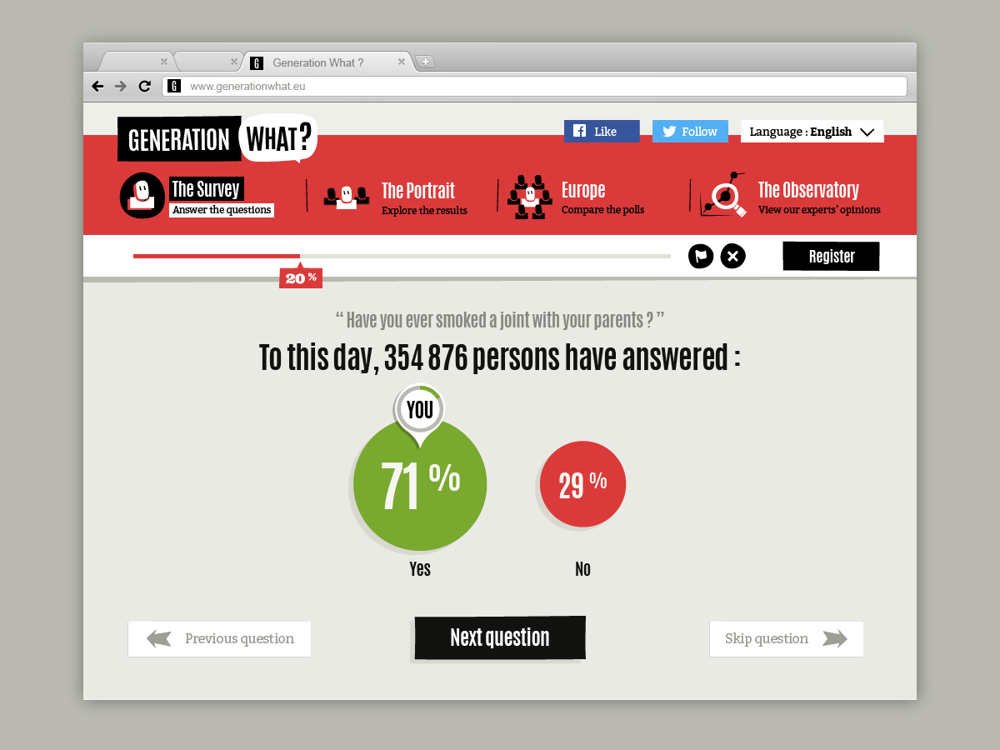 Generation What ?
www.generationwhat.eu
GENERATION WHAT?
Like
Follow
Language : English
The Survey
Answer the questions
The Portrait
Explore the results
Europe
Compare the polls
The Observatory
View our experts' opinions
20 %
Register
“ Have you ever smoked a joint with your parents ? ”
To this day, 354 876 persons have answered :
YOU
71 %
29 %
Yes
No
Previous question
Next question
Skip question